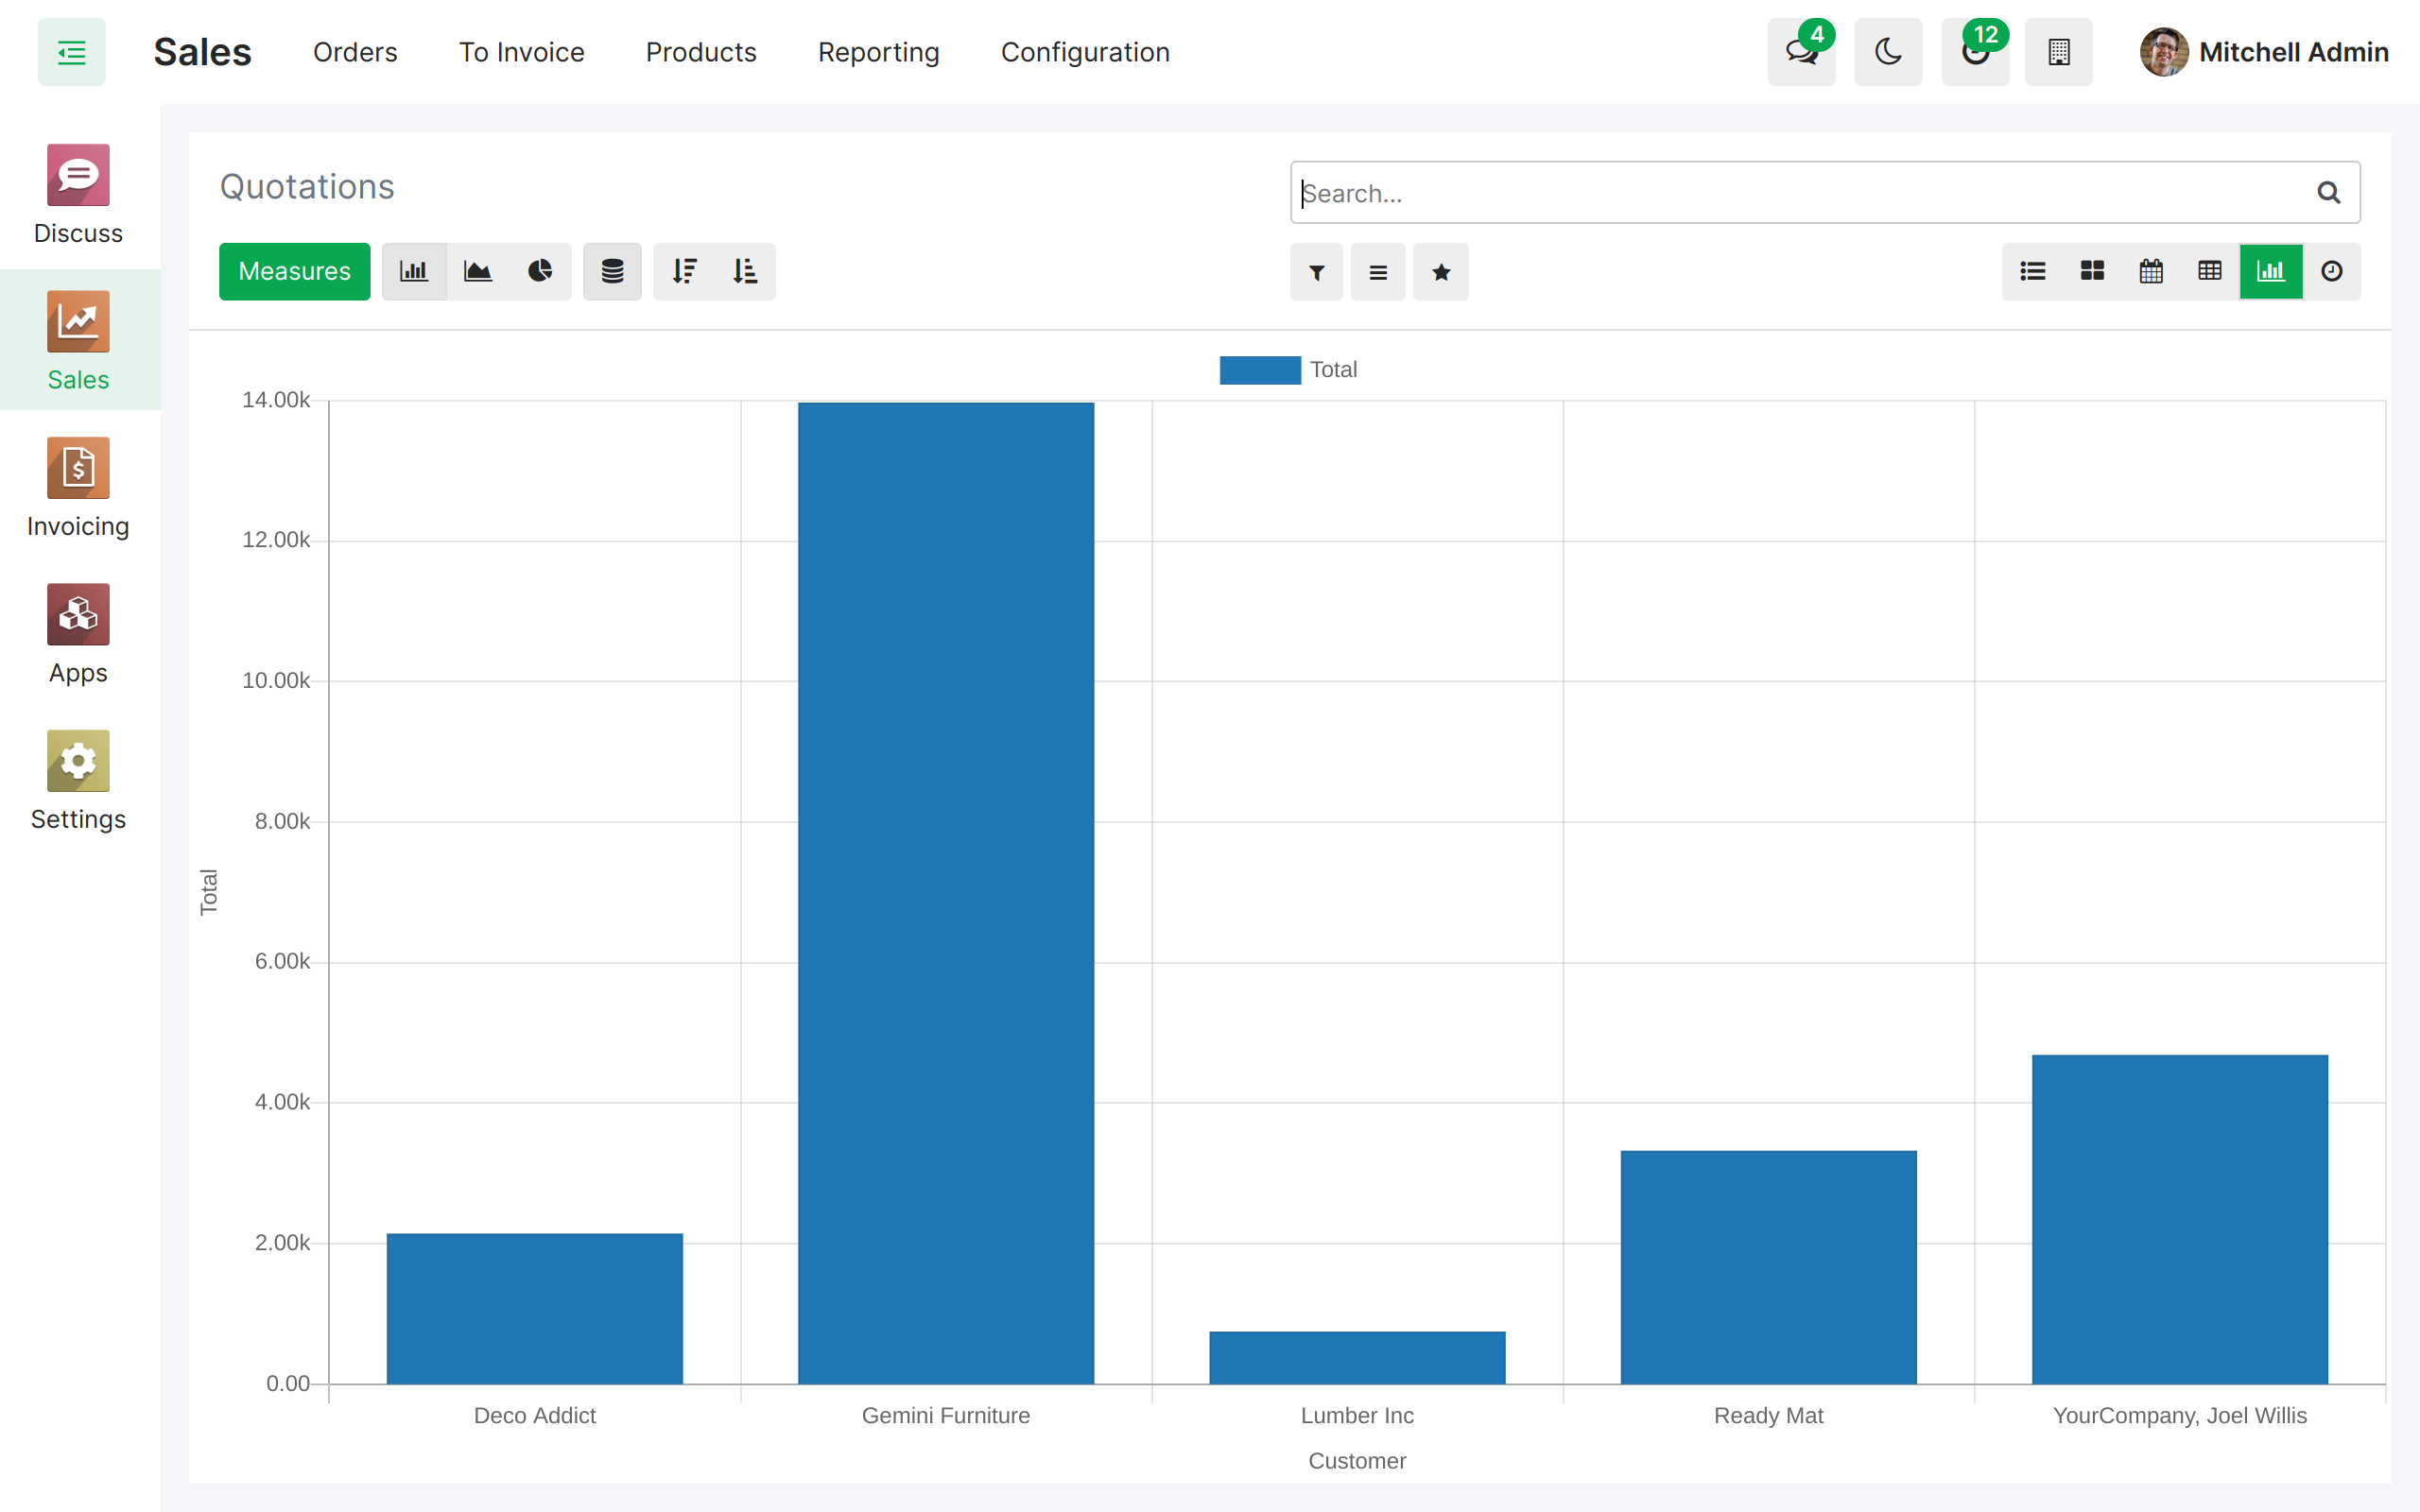 Sales
Orders
To Invoice
Products
Reporting
Configuration
4
12
Mitchell Admin
Discuss
Sales
Invoicing
Apps
Settings
Quotations
Search...
Measures
Total
14.00k
12.00k
10.00k
8.00k
6.00k
4.00k
2.00k
0.00
Total
Deco Addict
Gemini Furniture
Lumber Inc
Ready Mat
YourCompany, Joel Willis
Customer